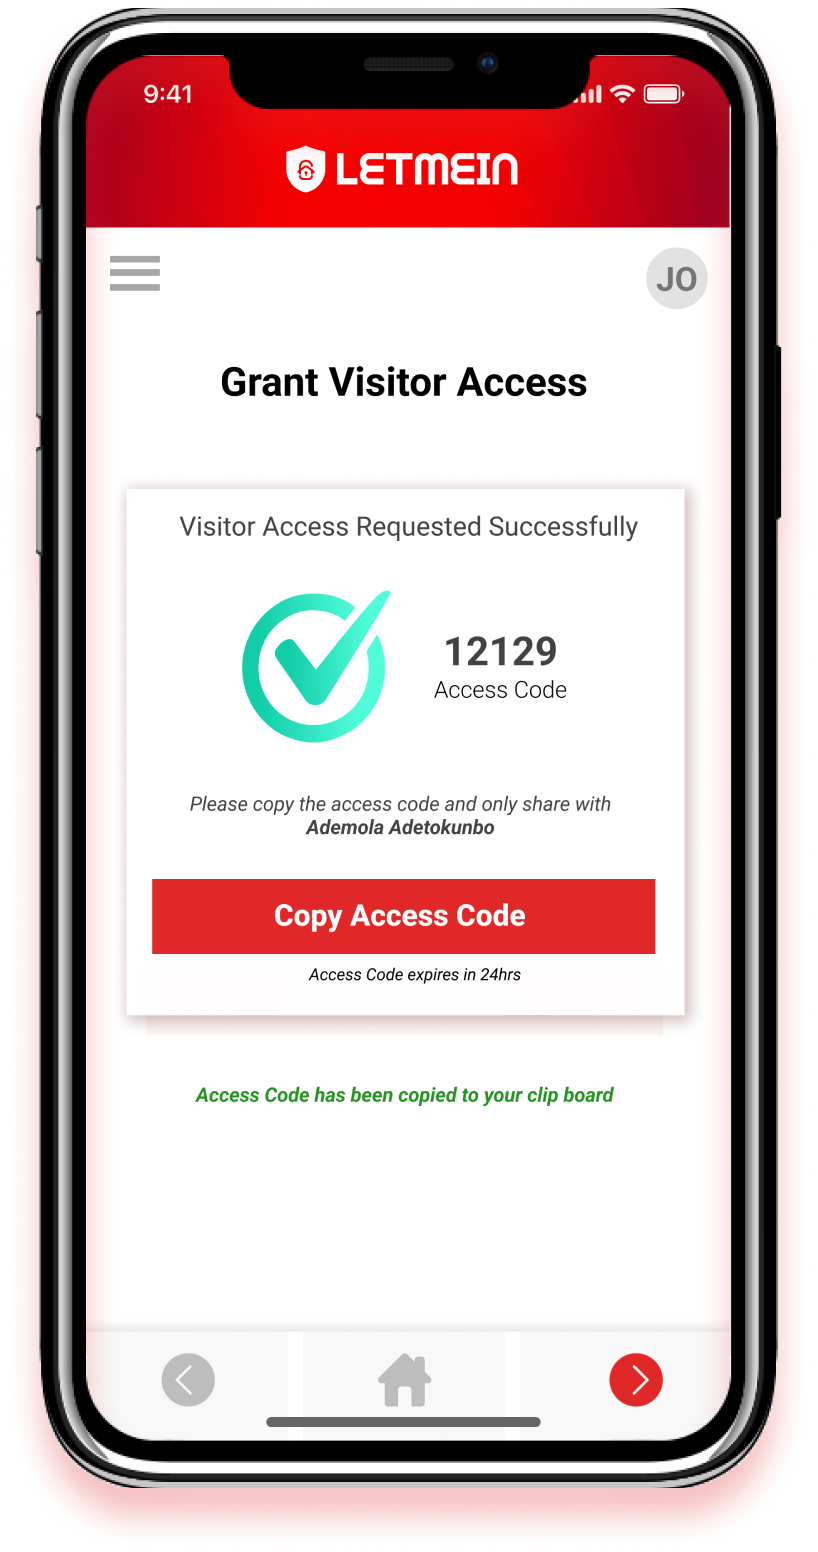 9:41
LETMEIN
JO
Grant Visitor Access
Visitor Access Requested Successfully
12129
Access Code
Please copy the access code and only share with
Ademola Adetokunbo
Copy Access Code
Access Code expires in 24hrs
Access Code has been copied to your clip board